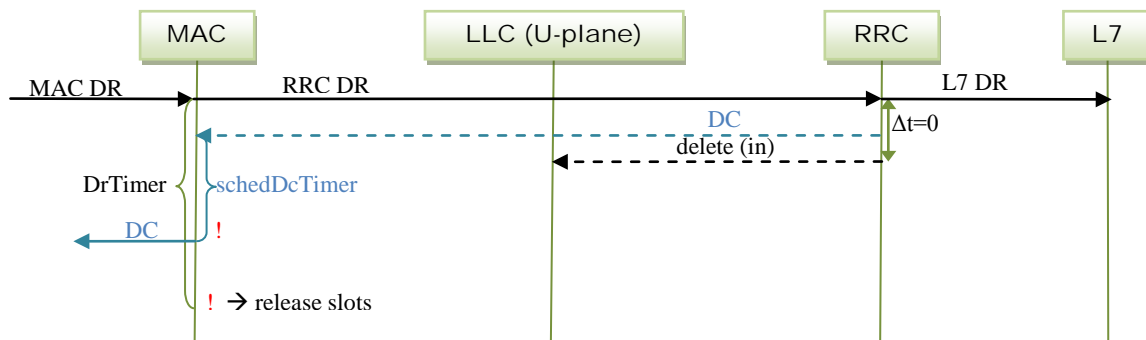 MAC
LLC (U-plane)
RRC
L7
MAC DR
RRC DR
L7 DR
DC
Δt=0
delete (in)
DrTimer
schedDcTimer
DC
!
! → release slots